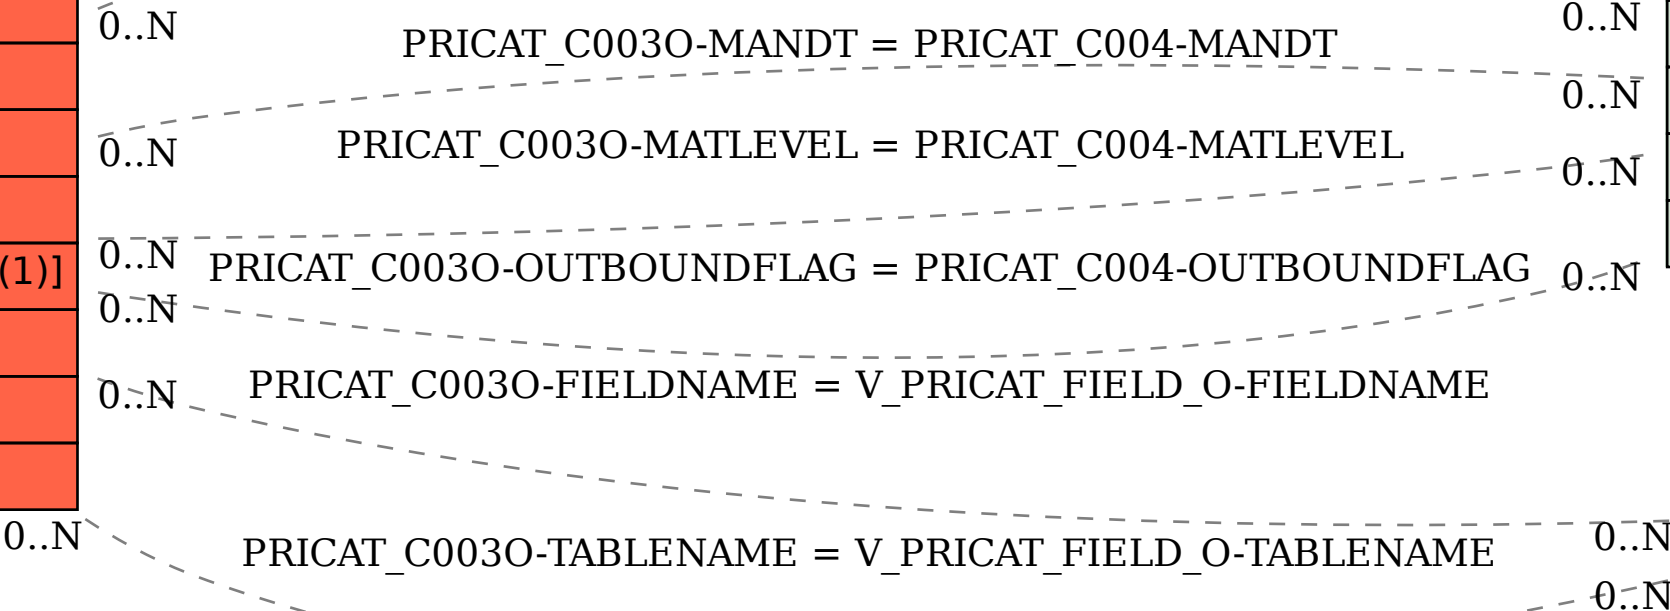 0..N
0..N
PRICAT_C003O-MANDT = PRICAT_C004-MANDT
0..N
0..N
PRICAT_C003O-MATLEVEL = PRICAT_C004-MATLEVEL
0..N
(1)]
0..N
PRICAT_C003O-OUTBOUNDFLAG = PRICAT_C004-OUTBOUNDFLAG
0..N
0..N
0..N
PRICAT_C003O-FIELDNAME = V_PRICAT_FIELD_O-FIELDNAME
0..N
PRICAT_C003O-TABLENAME = V_PRICAT_FIELD_O-TABLENAME
0..N
0..N